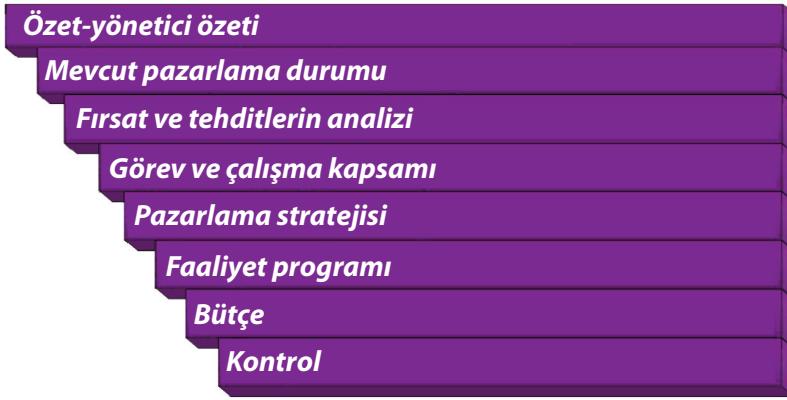 Özet-yönetici özeti
Mevcut pazarlama durumu
Fırsat ve tehditlerin analizi
Görev ve çalışma kapsamı
Pazarlama stratejisi
Faaliyet programı
Bütçe
Kontrol